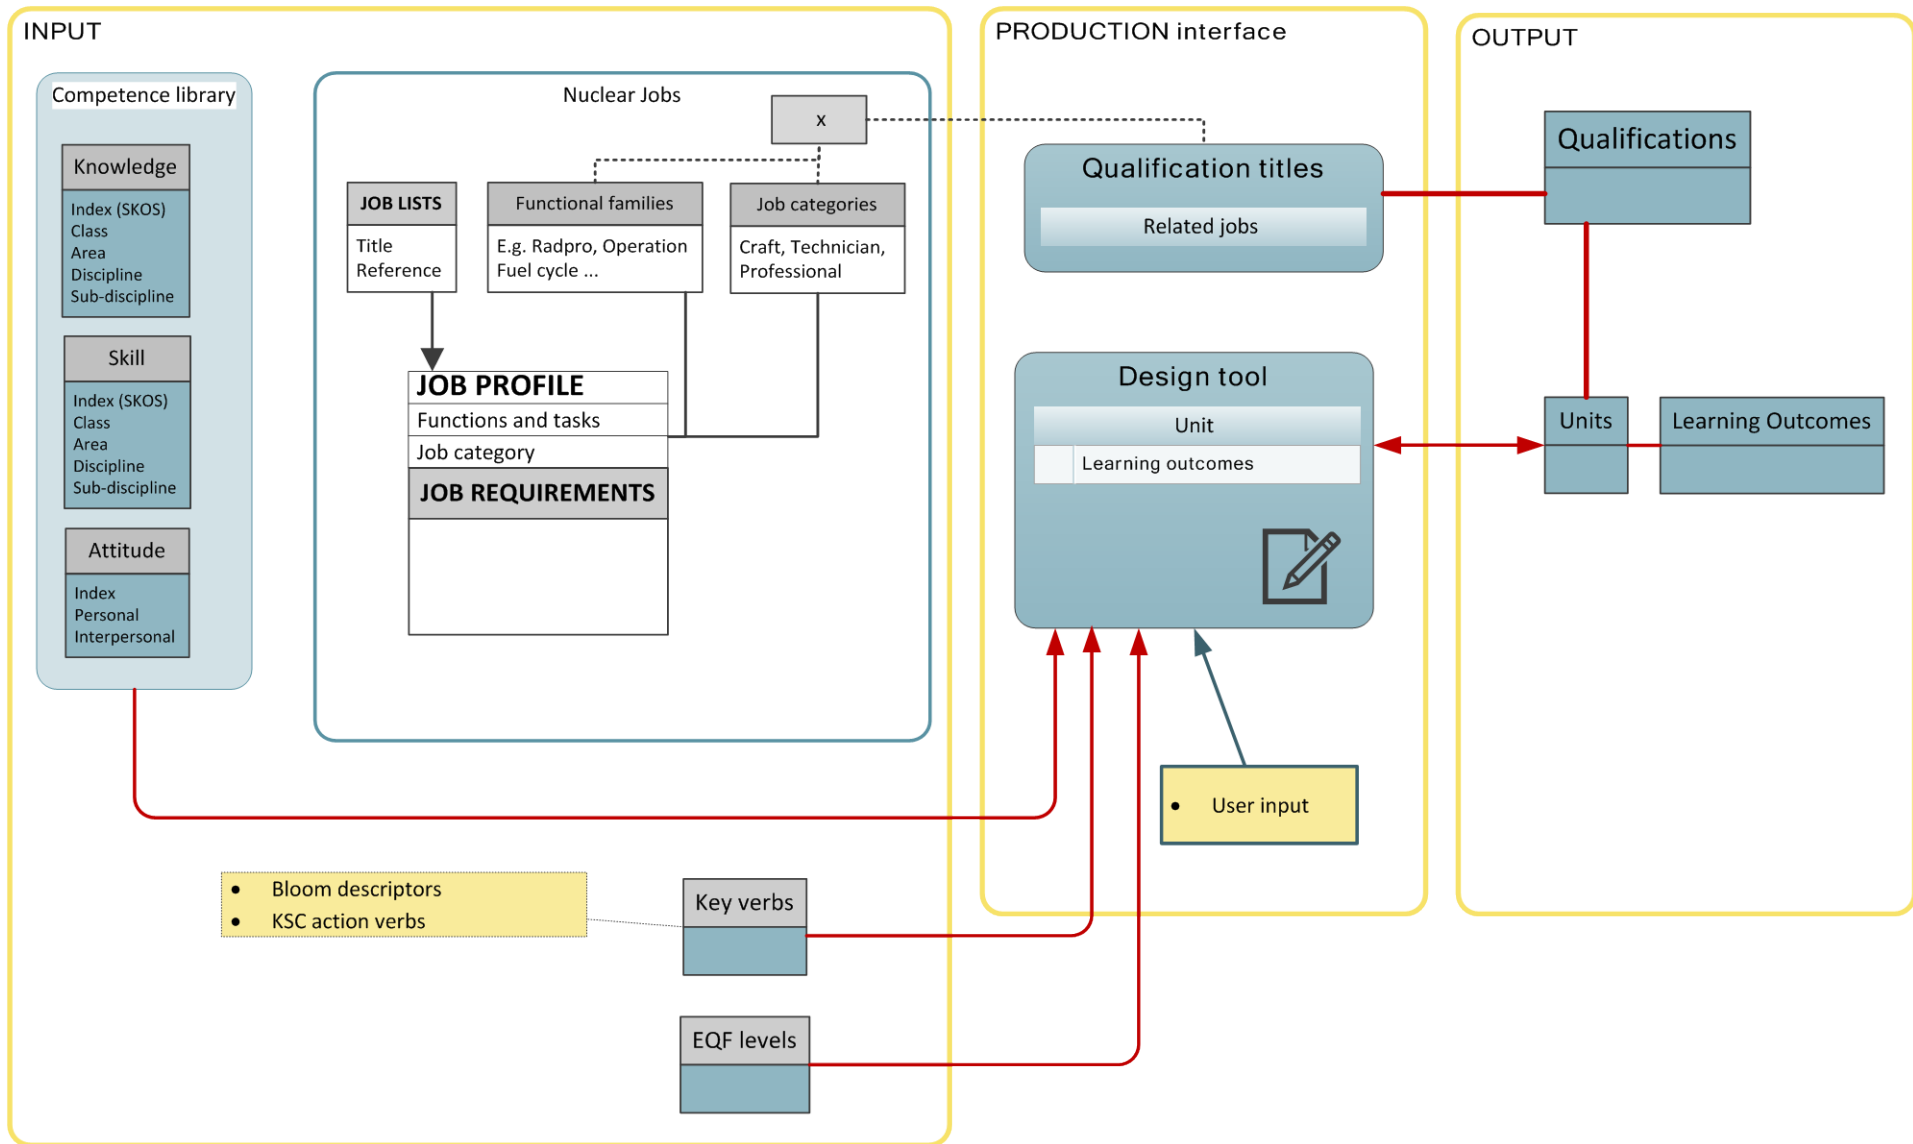 INPUT
Competence library
Knowledge
Index (SKOS)
Class
Area
Discipline
Sub-discipline
Skill
Index (SKOS)
Class
Area
Discipline
Sub-discipline
Attitude
Index
Personal
Interpersonal
Nuclear Jobs
x
JOB LISTS
Title
Reference
Functional families
E.g. Radpro, Operation
Fuel cycle ...
Job categories
Craft, Technician,
Professional
JOB PROFILE
Functions and tasks
Job category
JOB REQUIREMENTS
• Bloom descriptors
• KSC action verbs
Key verbs
EQF levels
PRODUCTION interface
Qualification titles
Related jobs
Design tool
Unit
Learning outcomes
• User input
OUTPUT
Qualifications
Units
Learning Outcomes